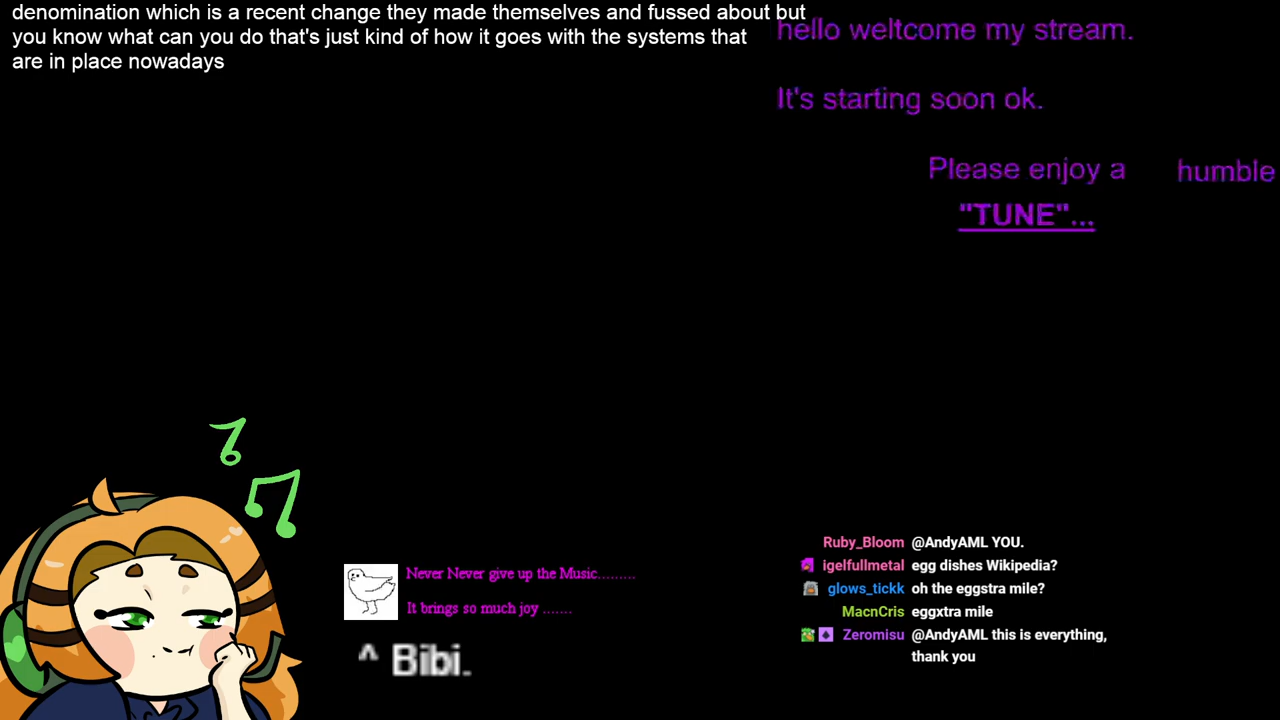 denomination which is a recent change they made themselves and fussed about but
you know what can you do that's just kind of how it goes with the systems that
are in place nowadays
hello weltcome my stream.
It's starting soon ok.
Please enjoy a humble
"TUNE"...
Never Never give up the Music.........
It brings so much joy .......
^ Bibi.
Ruby_Bloom @AndyAML YOU.
igelfullmetal egg dishes Wikipedia?
glows_tickk oh the eggstra mile?
MacnCris eggxtra mile
Zeromisu @AndyAML this is everything,
thank you